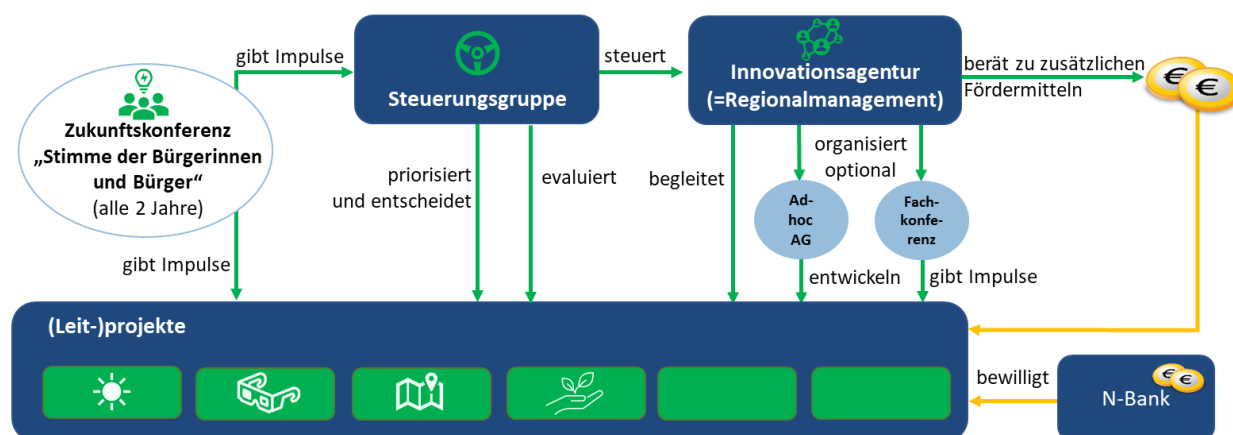 gibt Impulse
Zukunftskonferenz
„Stimme der Bürgerinnen
und Bürger“
(alle 2 Jahre)
gibt Impulse
Steuerungsgruppe
steuert
Innovationsagentur
(=Regionalmanagement)
berät zu zusätzlichen
Fördermitteln
€
€
priorisiert
und entscheidet
evaluiert
begleitet
organisiert
optional
Ad-
hoc
AG
Fach-
konfe-
renz
entwickeln
gibt Impulse
(Leit-)projekte
bewilligt
€
€
N-Bank